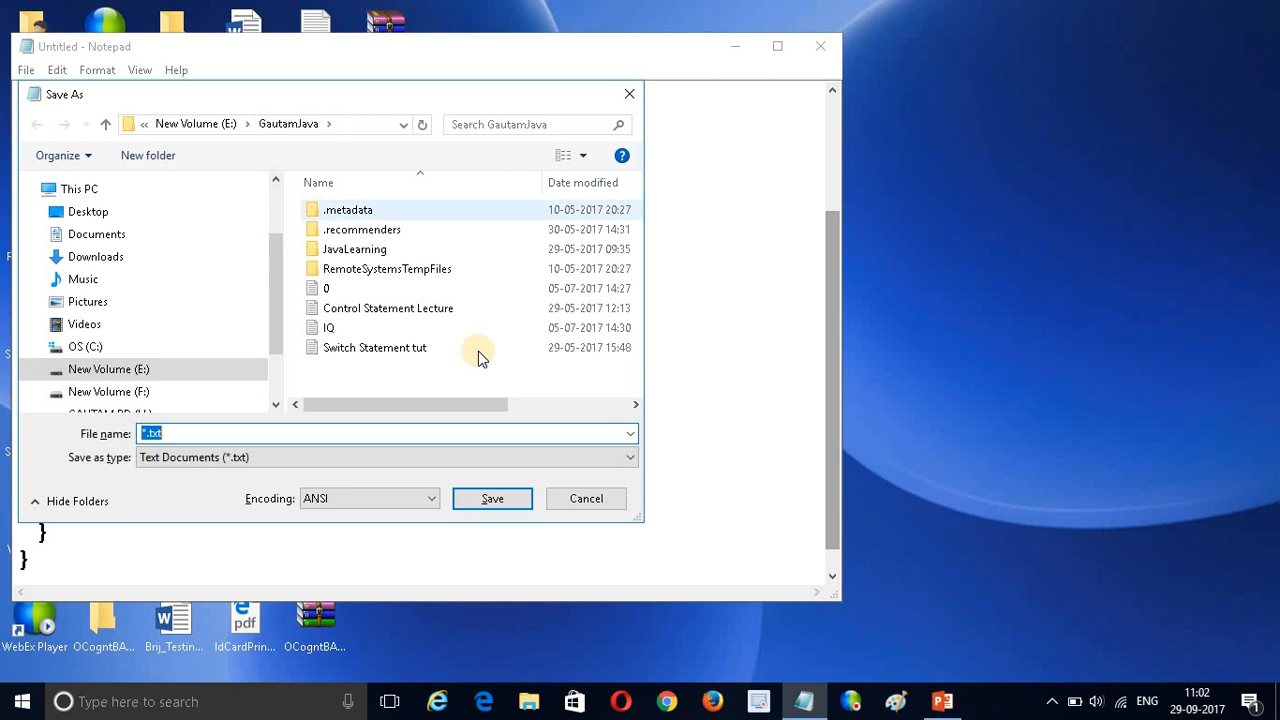 Untitled - Notepad
File Edit Format View Help
Save As
« New Volume (E:) > GautamJava >
Search GautamJava
Organize
New folder
Name
Date modified
This PC
Desktop
Documents
Downloads
Music
Pictures
Videos
OS (C:)
New Volume (E:)
New Volume (F:)
.metadata 10-05-2017 20:27
.recommenders 30-05-2017 14:31
JavaLearning 29-05-2017 09:35
RemoteSystemsTempFiles 10-05-2017 20:27
0 05-07-2017 14:27
Control Statement Lecture 29-05-2017 12:13
IQ 05-07-2017 14:30
Switch Statement tut 29-05-2017 15:48
File name: *.txt
Save as type: Text Documents (*.txt)
Hide Folders
Encoding: ANSI
Save
Cancel
}
}
WebEx Player
OCogntBA...
Brij_Testin...
IdCardPrin...
OCogntBA...
Type here to search
ENG
11:02
29-09-2017